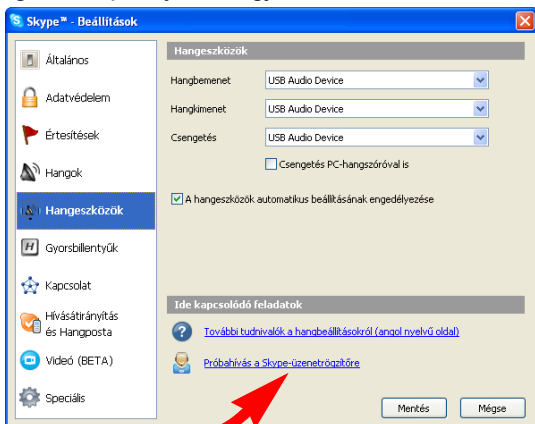 Skype™ - Beállítások
Általános
Adatvédelem
Értesítések
Hangok
Hangeszközök
Gyorsbillentyűk
Kapcsolat
Hívásátirányítás
és Hangposta
Videó (BETA)
Speciális
Hangeszközök
Hangbemenet USB Audio Device
Hangkimenet USB Audio Device
Csengetés USB Audio Device
Csengetés PC-hangszóróval is
A hangeszközök automatikus beállításának engedélyezése
Ide kapcsolódó feladatok
További tudnivalók a hangbeállításokról (angol nyelvű oldal)
Próbahívás a Skype-üzenetrögzítőre
Mentés Mégse